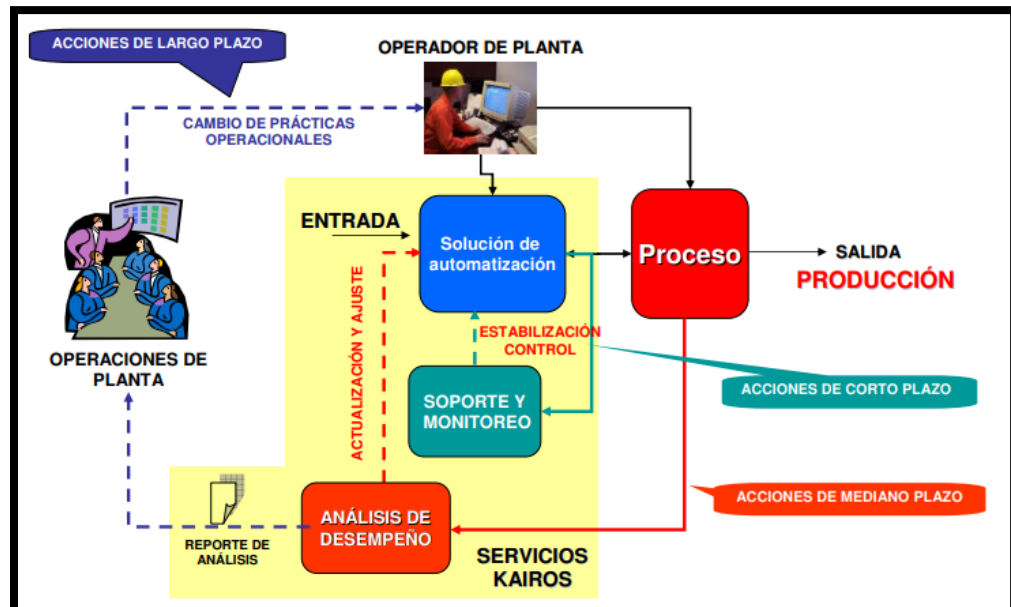 ACCIONES DE LARGO PLAZO
OPERADOR DE PLANTA
CAMBIO DE PRÁCTICAS
OPERACIONALES
ENTRADA
Solución de
automatización
Proceso
SALIDA
PRODUCCIÓN
ACTUALIZACIÓN Y AJUSTE
ESTABILIZACIÓN
CONTROL
OPERACIONES DE
PLANTA
SOPORTE Y
MONITOREO
ACCIONES DE CORTO PLAZO
ACCIONES DE MEDIANO PLAZO
ANÁLISIS DE
DESEMPEÑO
REPORTE DE
ANÁLISIS
SERVICIOS
KAIROS